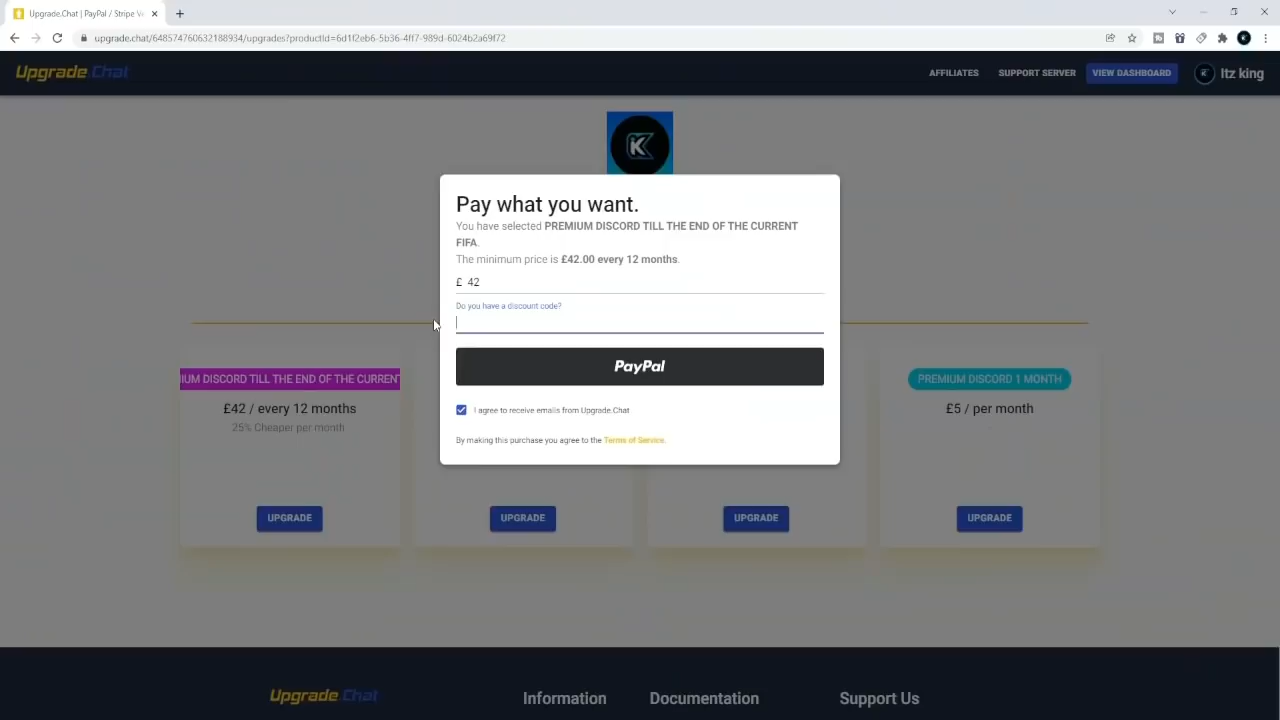 Upgrade.Chat | PayPal / Stripe Ve
upgrade.chat/648574760632188934/upgrades?productId=6d1f2eb6-5b36-4ff7-989d-6024b2a69f72
Upgrade.Chat
AFFILIATES
SUPPORT SERVER
VIEW DASHBOARD
Itz king
Pay what you want.
You have selected PREMIUM DISCORD TILL THE END OF THE CURRENT
FIFA.
The minimum price is £42.00 every 12 months.
£ 42
Do you have a discount code?
PayPal
I agree to receive emails from Upgrade.Chat
By making this purchase you agree to the Terms of Service.
IUM DISCORD TILL THE END OF THE CURRENT
£42 / every 12 months
25% Cheaper per month
UPGRADE
UPGRADE
UPGRADE
PREMIUM DISCORD 1 MONTH
£5 / per month
UPGRADE
Upgrade.Chat
Information
Documentation
Support Us